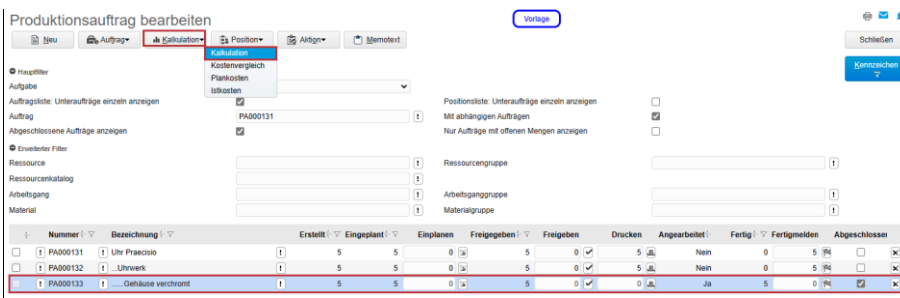 Produktionsauftrag bearbeiten
Vorlage
Neu Auftrag Kalkulation Position Aktion Memotext Schließen
Kalkulation
Kostenvergleich
Plankosten
Istkosten
Kennzeichen
Hauptfilter
Aufgabe
Auftragsliste: Unteraufträge einzeln anzeigen Positionsliste: Unteraufträge einzeln anzeigen
Auftrag PA000131 ! Mit abhängigen Aufträgen
Abgeschlossene Aufträge anzeigen Nur Aufträge mit offenen Mengen anzeigen
Erweiterter Filter
Ressource ! Ressourcengruppe !
Ressourcenkatalog !
Arbeitsgang ! Arbeitsganggruppe !
Material ! Materialgruppe !
Nummer Bezeichnung Erstellt Eingeplant Einplanen Freigegeben Freigeben Drucken Angearbeitet Fertig Fertigmelden Abgeschlossen
! PA000131 ! Uhr Praecisio ! 5 5 0 5 0 5 Nein 0 5
! PA000132 ! ...Uhrwerk ! 5 5 0 5 0 5 Nein 0 5
! PA000133 ! ......Gehäuse verchromt ! 5 5 0 5 0 0 Ja 5 0